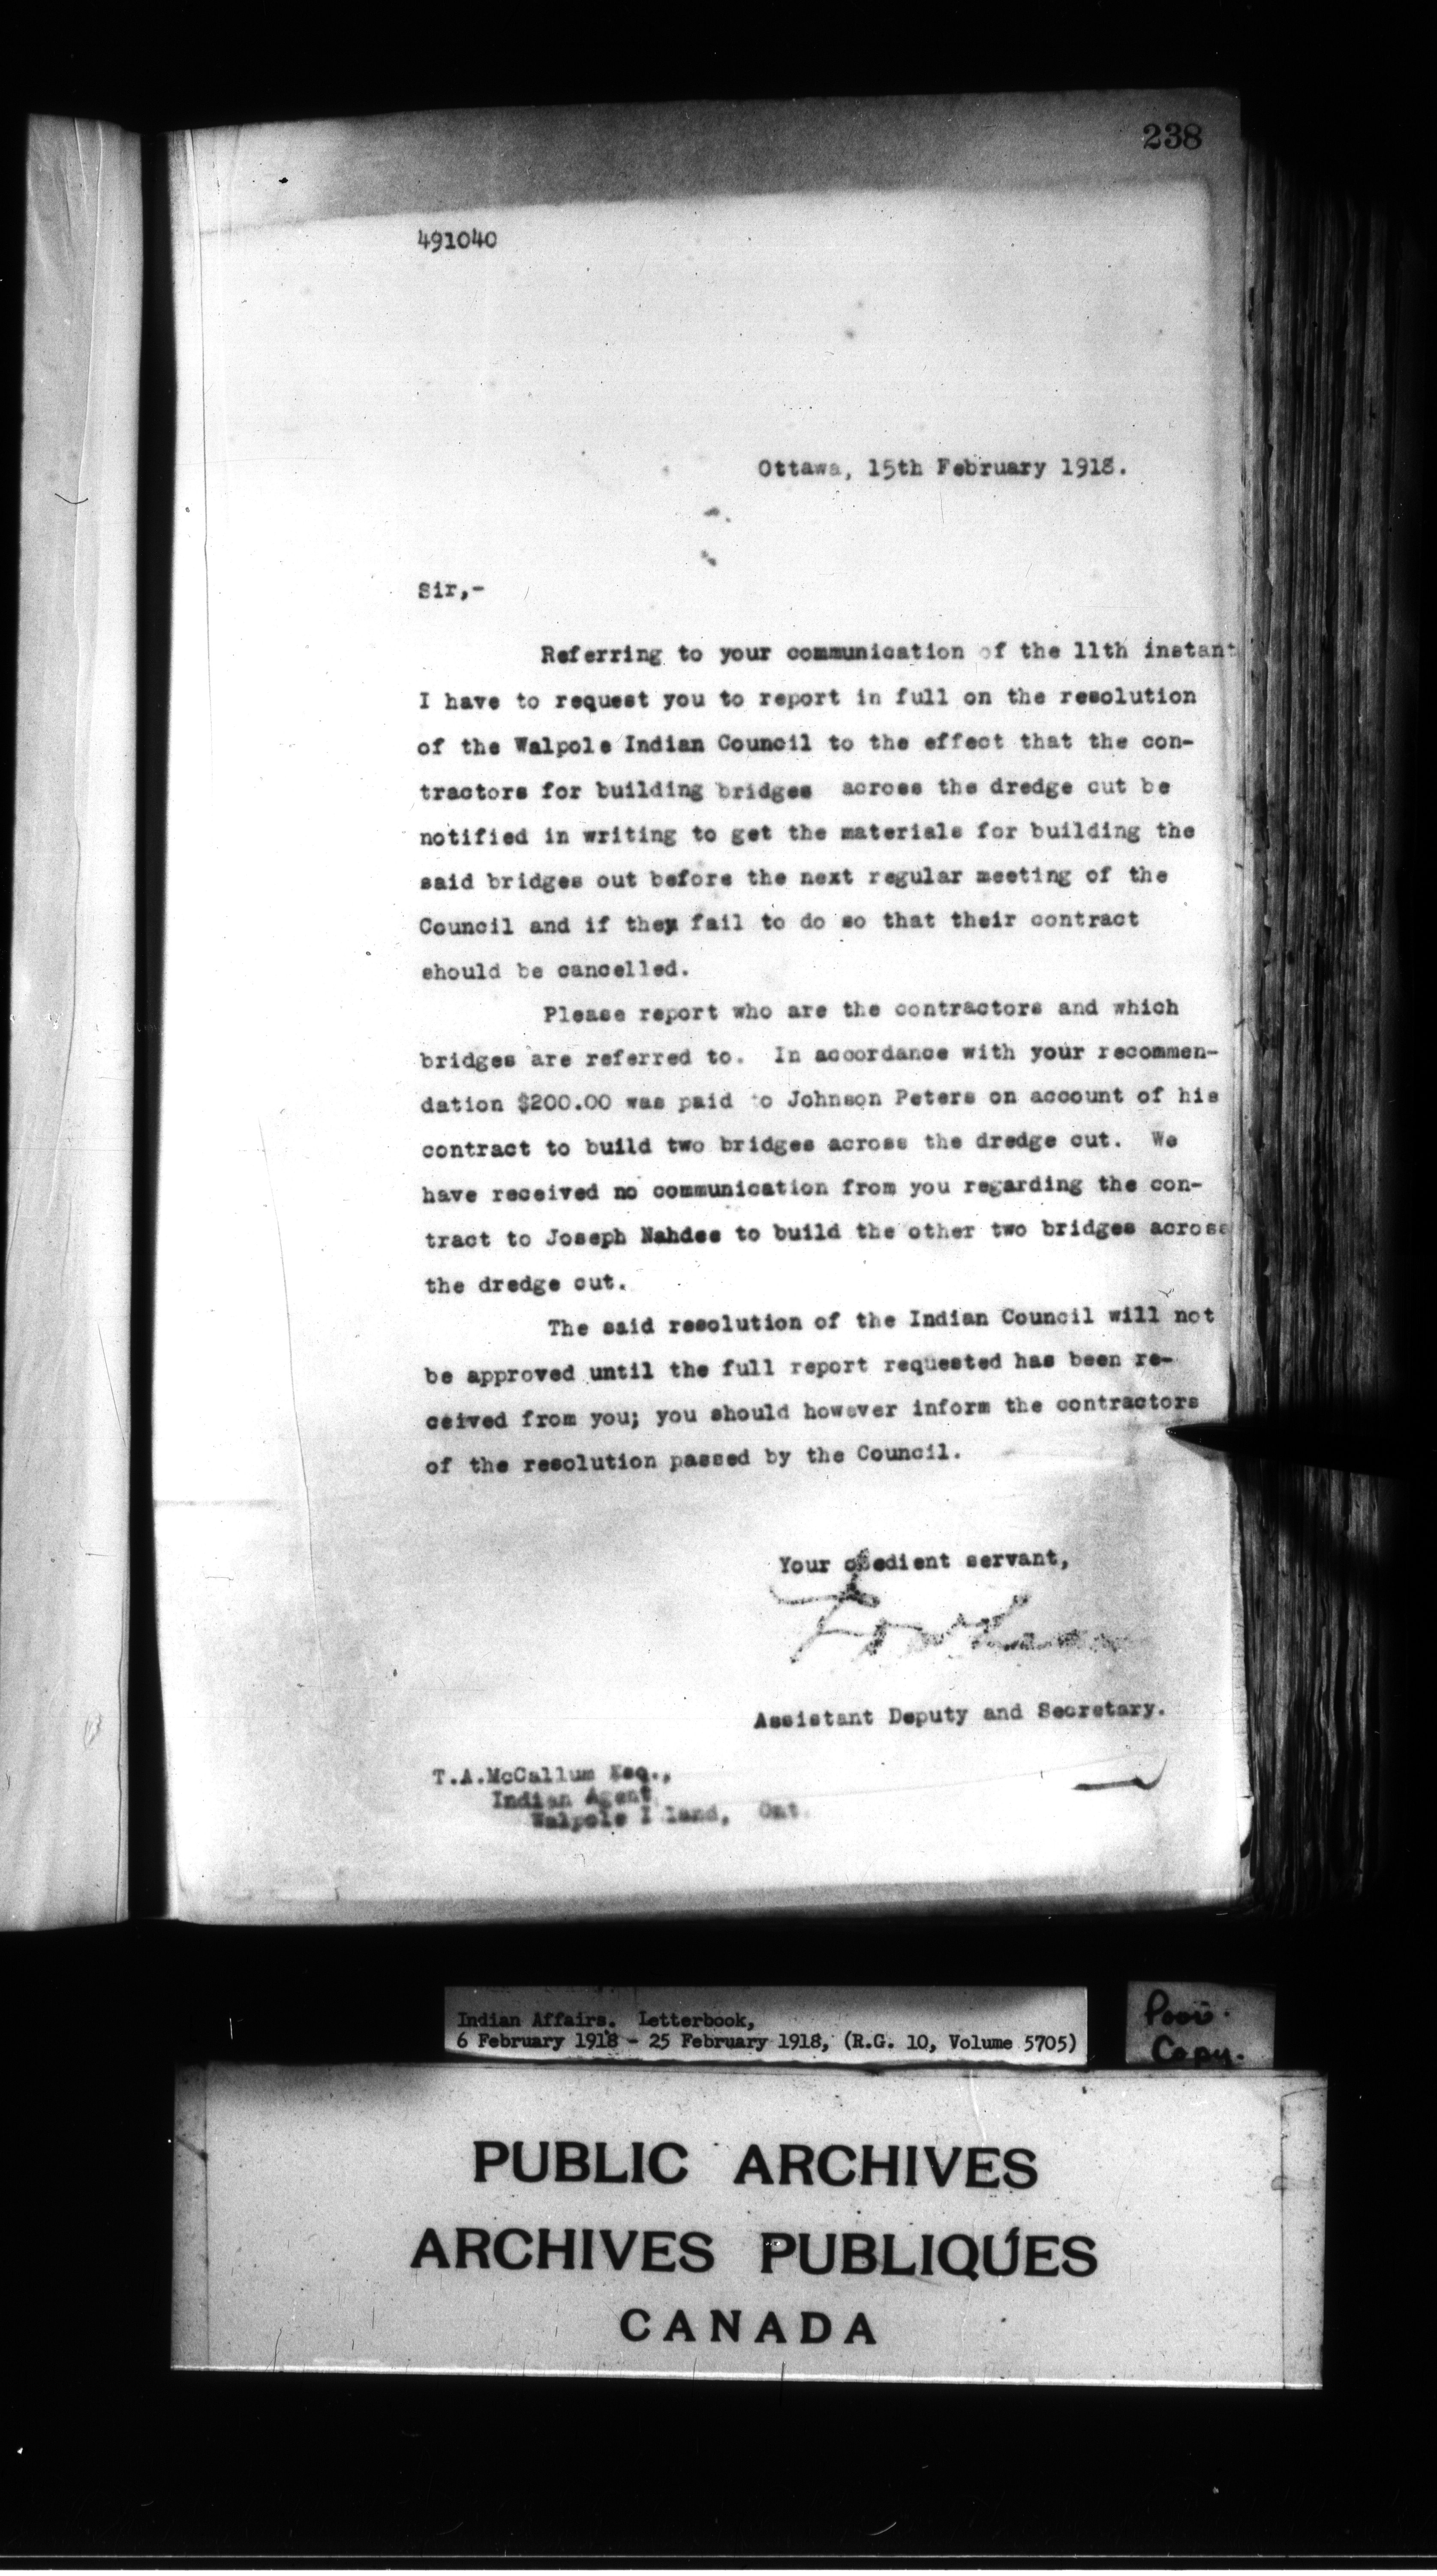 238
491040
Ottawa, 15th February 1918.
Sir,-
Referring to your communication of the 11th instant
I have to request you to report in full on the resolution
of the Walpole Indian Council to the effect that the con-
tractors for building bridges across the dredge cut be
notified in writing to get the materials for building the
said bridges out before the next regular meeting of the
Council and if they fail to do so that their contract
should be cancelled.
Please report who are the contractors and which
bridges are referred to. In accordance with your recommen-
dation $200.00 was paid to Johnson Peters on account of his
contract to build two bridges across the dredge cut. We
have received no communication from you regarding the con-
tract to Joseph Nahdee to build the other two bridges across
the dredge cut.
The said resolution of the Indian Council will not
be approved until the full report requested has been re-
ceived from you; you should however inform the contractors
of the resolution passed by the Council.
Your obedient servant,
Assistant Deputy and Secretary.
T.A.McCallum Esq.,
Indian Agent
Walpole I land, Ont.
Indian Affairs. Letterbook,
6 February 1918 - 25 February 1918, (R.G. 10, Volume 5705)
Poor.
Copy.
PUBLIC ARCHIVES
ARCHIVES PUBLIQUES
CANADA